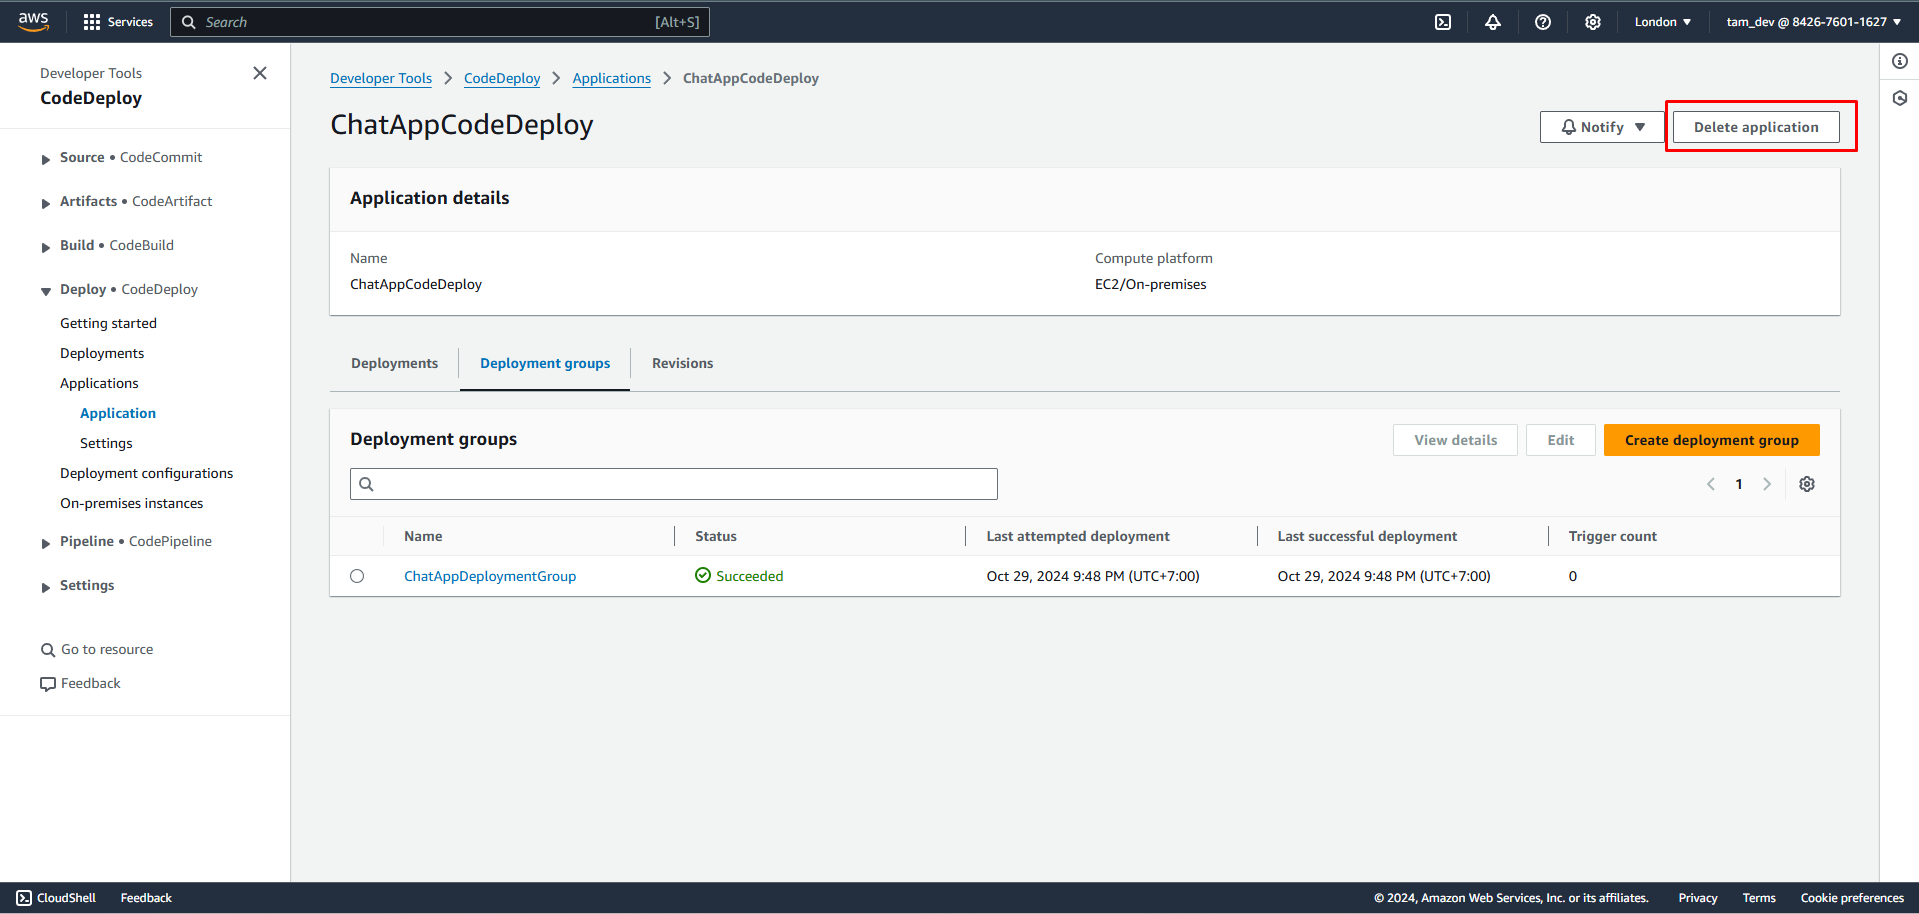 aws
Services
Search
[Alt+S]
London
tam_dev @ 8426-7601-1627
Developer Tools
CodeDeploy
Source • CodeCommit
Artifacts • CodeArtifact
Build • CodeBuild
Deploy • CodeDeploy
Getting started
Deployments
Applications
Application
Settings
Deployment configurations
On-premises instances
Pipeline • CodePipeline
Settings
Go to resource
Feedback
Developer Tools > CodeDeploy > Applications > ChatAppCodeDeploy
ChatAppCodeDeploy
Notify
Delete application
Application details
Name
ChatAppCodeDeploy
Compute platform
EC2/On-premises
Deployments
Deployment groups
Revisions
Deployment groups
View details
Edit
Create deployment group
1
Name Status Last attempted deployment Last successful deployment Trigger count
ChatAppDeploymentGroup Succeeded Oct 29, 2024 9:48 PM (UTC+7:00) Oct 29, 2024 9:48 PM (UTC+7:00) 0
CloudShell
Feedback
© 2024, Amazon Web Services, Inc. or its affiliates.
Privacy
Terms
Cookie preferences